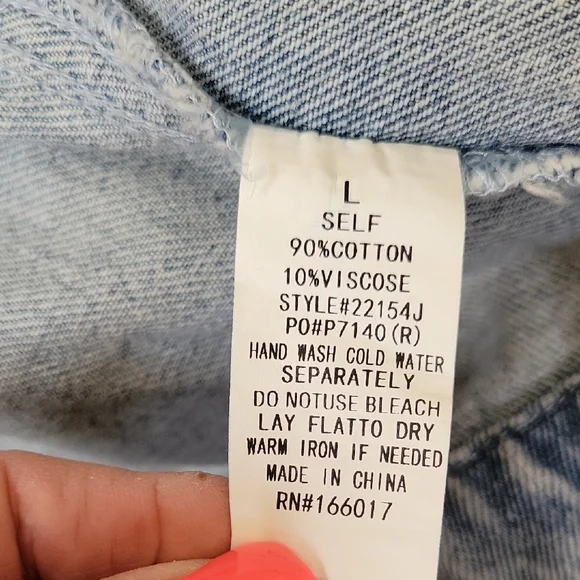 L
SELF
90%COTTON
10%VISCOSE
STYLE#22154J
PO#P7140(R)
HAND WASH COLD WATER
SEPARATELY
DO NOTUSE BLEACH
LAY FLATTO DRY
WARM IRON IF NEEDED
MADE IN CHINA
RN#166017